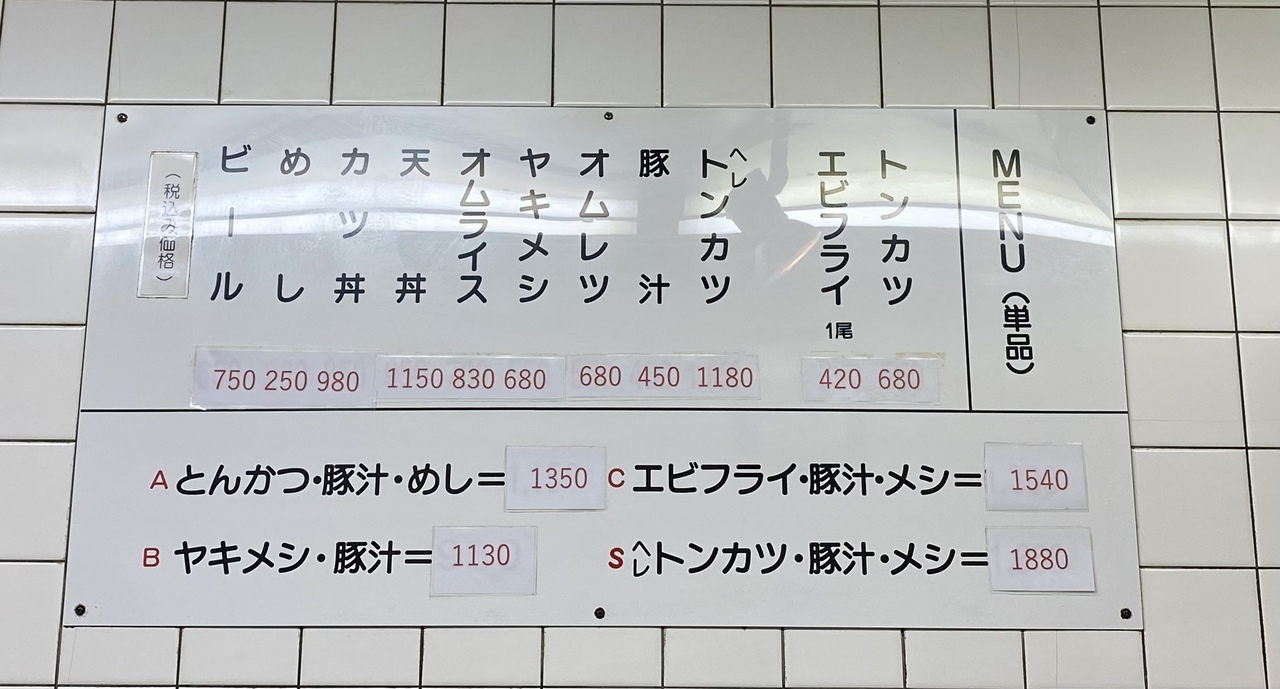 MENU（単品）
トンカツ 680
エビフライ 1尾 420
ヘレトンカツ 1180
豚汁 450
オムレツ 680
ヤキメシ 680
オムライス 830
天丼 1150
カツ丼 980
めし 250
ビール 750
（税込み価格）
A とんかつ・豚汁・めし＝1350
C エビフライ・豚汁・メシ＝1540
B ヤキメシ・豚汁＝1130
S ヘレトンカツ・豚汁・メシ＝1880